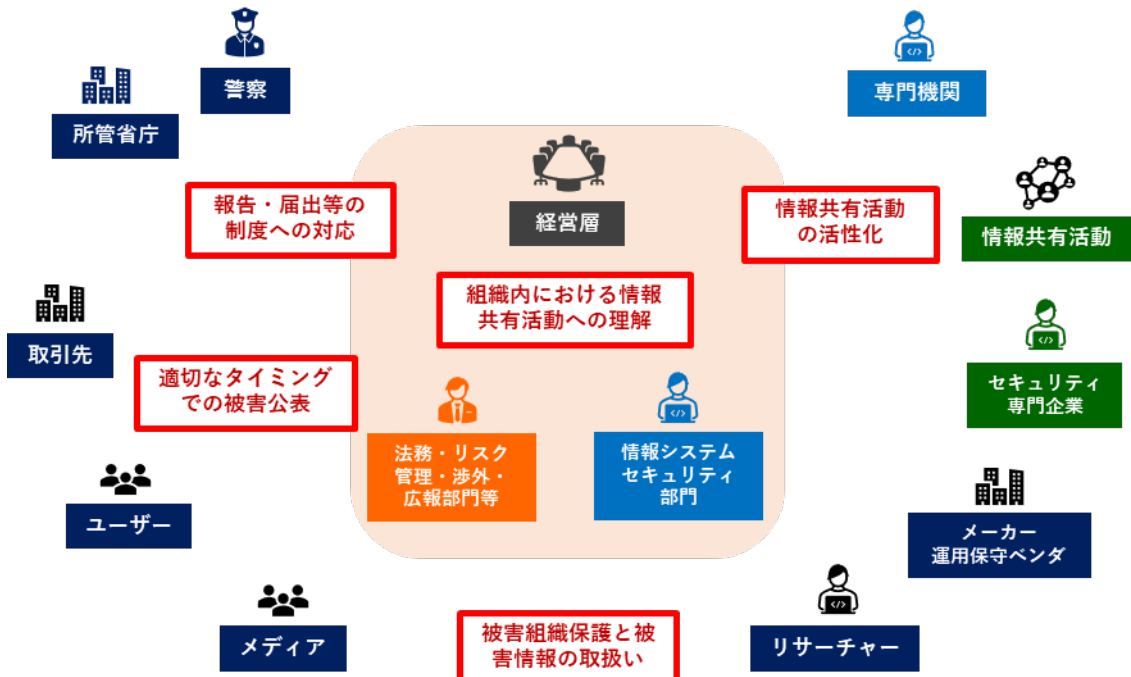 警察
専門機関
所管省庁
報告・届出等の
制度への対応
経営層
情報共有活動
の活性化
情報共有活動
組織内における情報
共有活動への理解
取引先
適切なタイミング
での被害公表
セキュリティ
専門企業
法務・リスク
管理・渉外・
広報部門等
情報システム
セキュリティ
部門
ユーザー
メーカー
運用保守ベンダ
メディア
被害組織保護と被
害情報の取扱い
リサーチャー